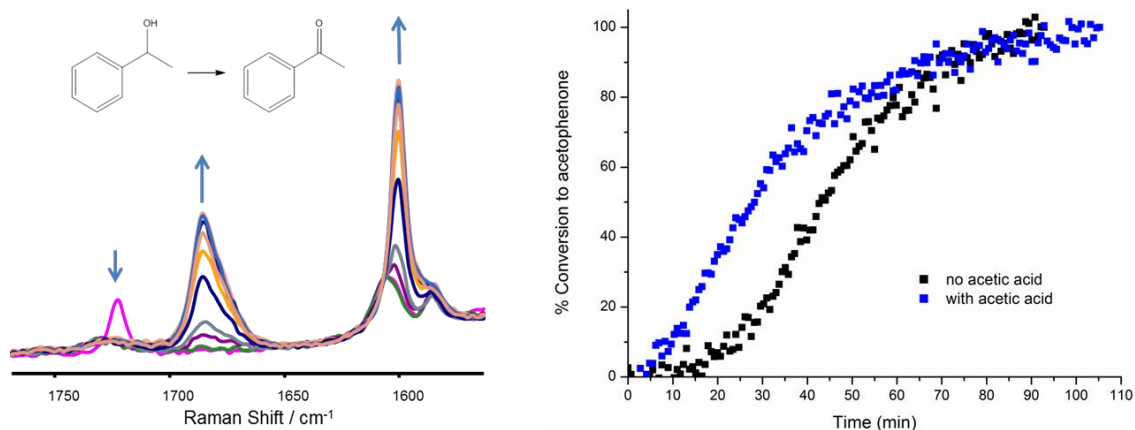 OH
O
1750
1700
1650
1600
Raman Shift / cm-1
% Conversion to acetophenone
100
80
60
40
20
0
no acetic acid
with acetic acid
0 10 20 30 40 50 60 70 80 90 100 110
Time (min)